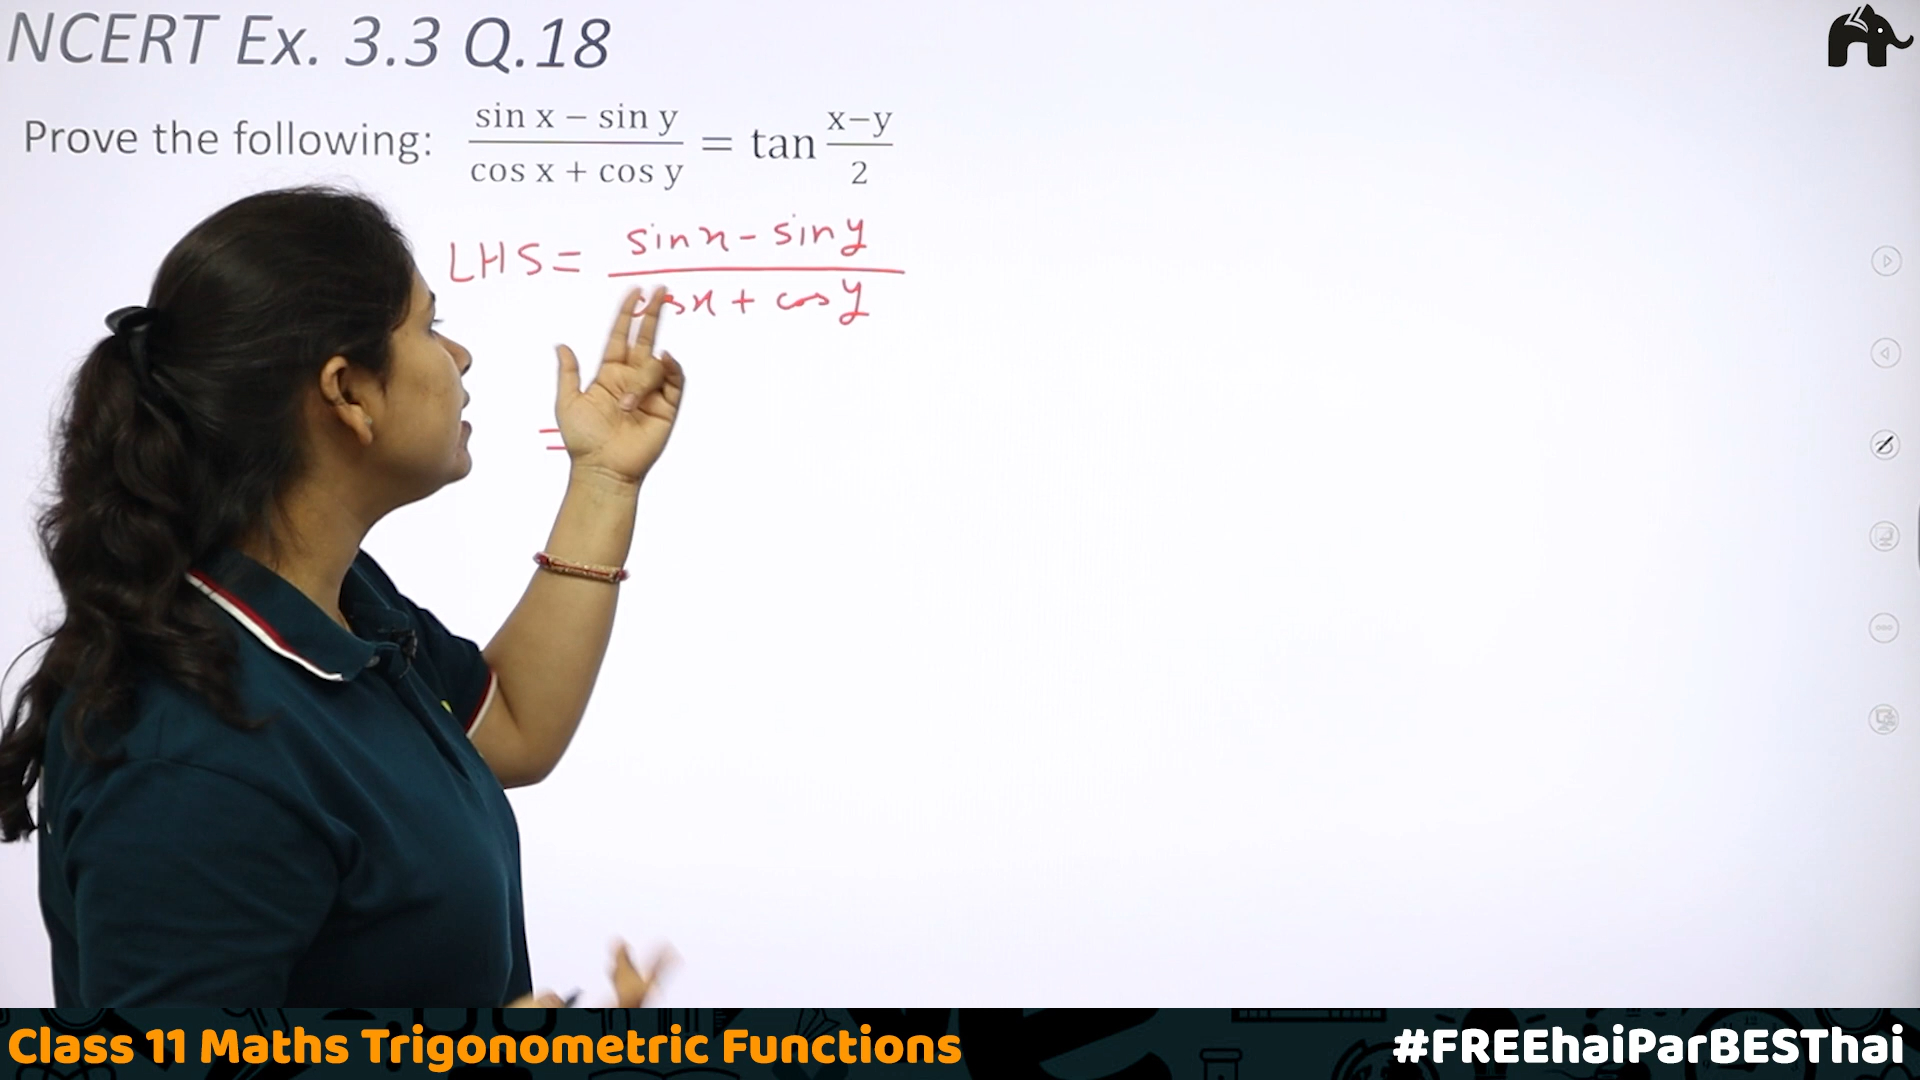 NCERT Ex. 3.3 Q.18
Prove the following: (sin x − sin y)/(cos x + cos y) = tan (x−y)/2
LHS = (sin x - sin y)/(cos x + cos y)
=
Class 11 Maths Trigonometric Functions #FREEhaiParBESThai